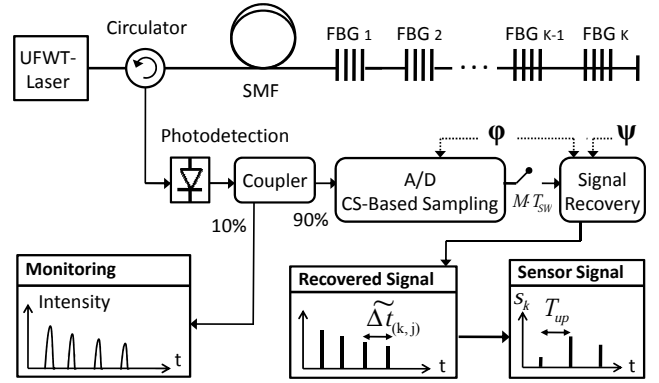 Circulator
FBG 1
FBG 2
FBG K-1
FBG K
UFWT-
Laser
SMF
Photodetection
φ
ψ
Coupler
A/D
CS-Based Sampling
M·T_SW
Signal
Recovery
10%
90%
Monitoring
Intensity
t
Recovered Signal
Δ̃t(k, j)
t
Sensor Signal
s_k
T_up
t